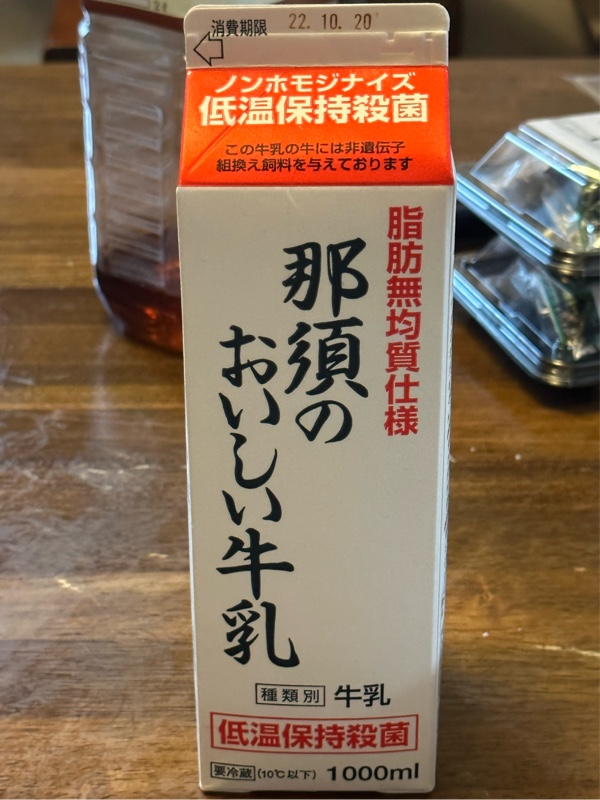 消費期限 22.10.20
ノンホモジナイズ
低温保持殺菌
この牛乳の牛には非遺伝子
組換え飼料を与えております
脂肪無均質仕様
那須の
おいしい牛乳
種類別 牛乳
低温保持殺菌
要冷蔵 (10℃以下) 1000ml